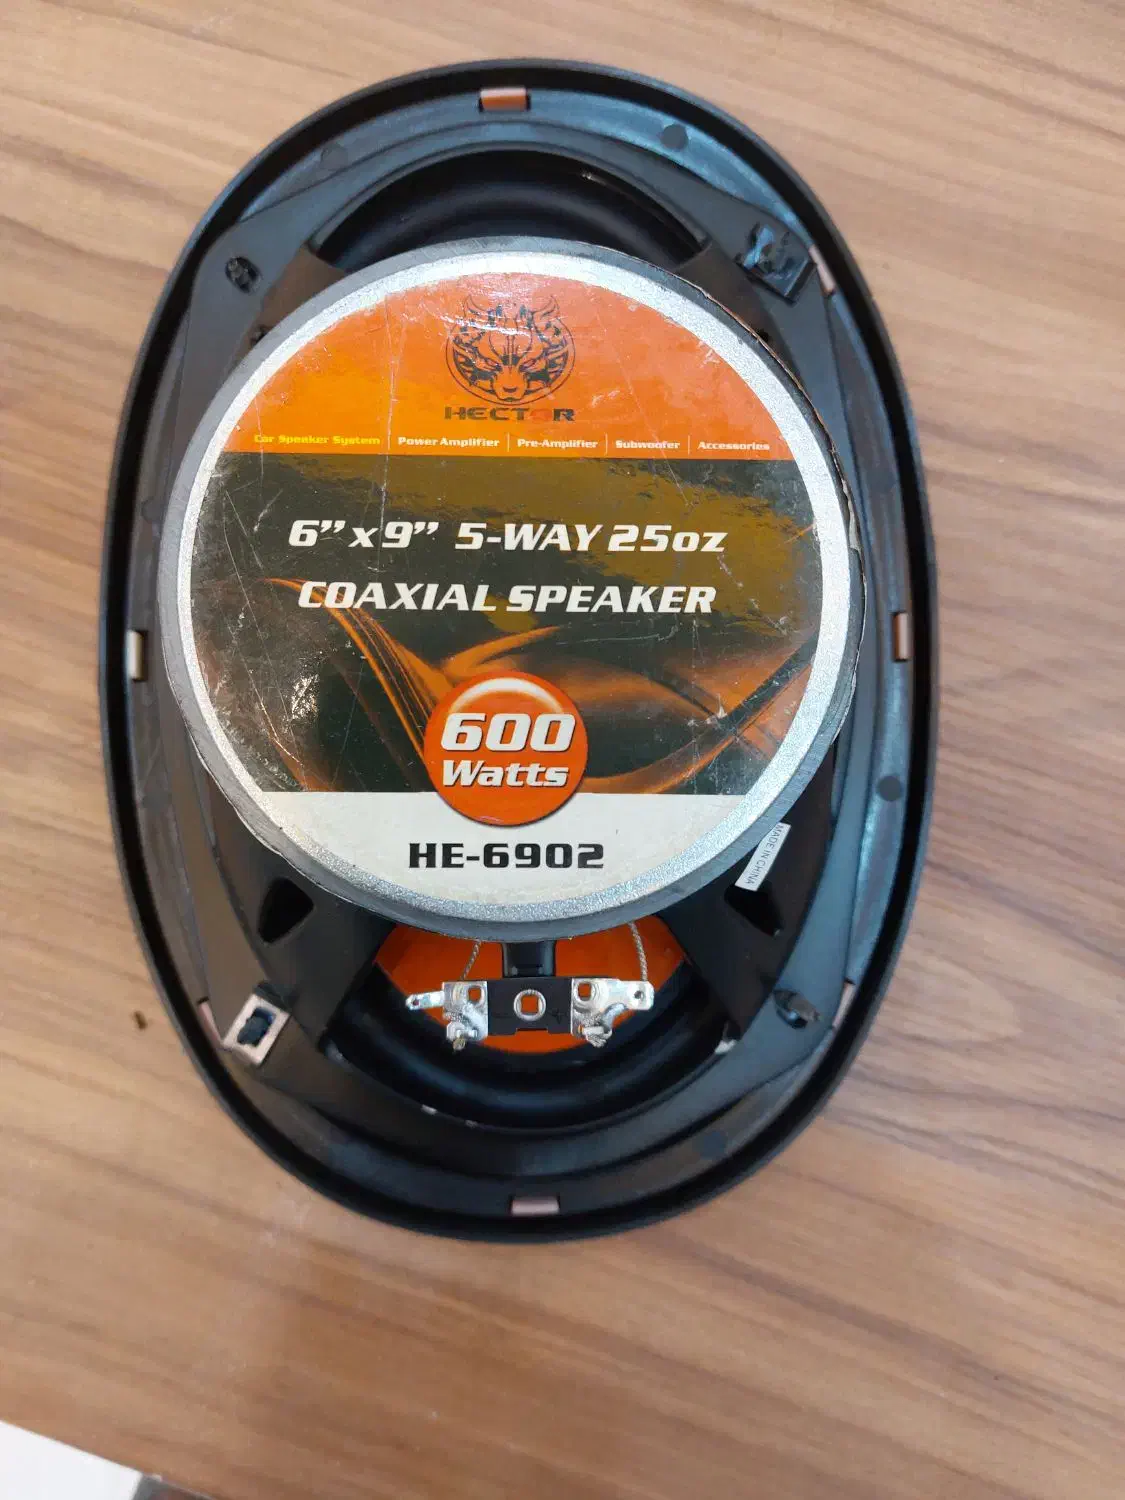 HECTOR
Car Speaker System | Power Amplifier | Pre-Amplifier | Subwoofer | Accessories
6” x 9” 5-WAY 25oz
COAXIAL SPEAKER
600
Watts
HE-6902
MADE IN CHINA